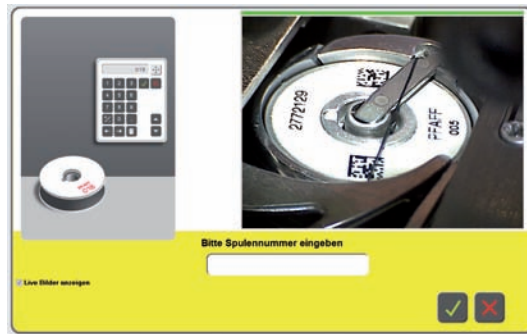 2772129
PFAFF
005
Bitte Spulennummer eingeben
Live Bilder anzeigen